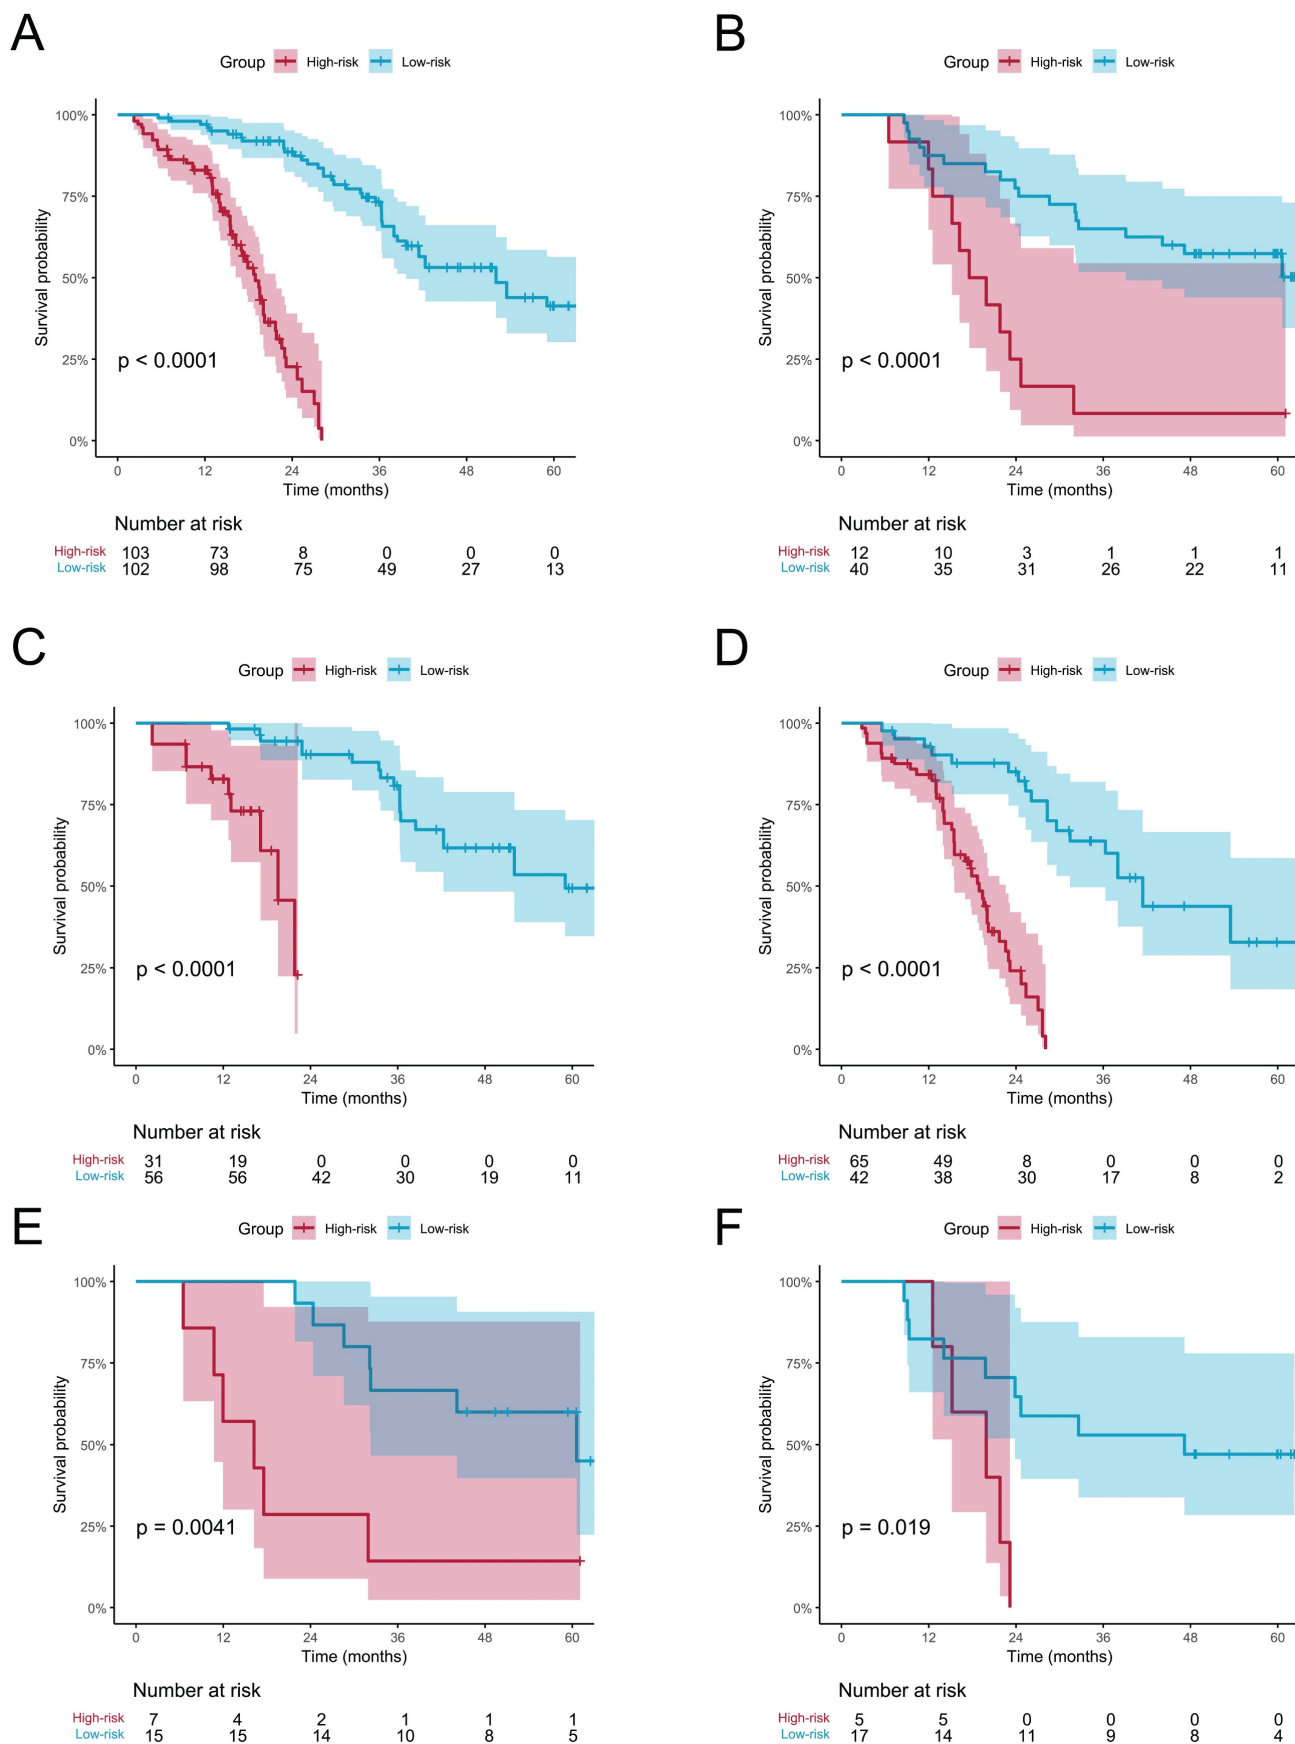 A
Group High-risk Low-risk
100%
75%
50%
25%
0%
Survival probability
p < 0.0001
0 12 24 36 48 60
Time (months)
Number at risk
High-risk 103 73 8 0 0 0
Low-risk 102 98 75 49 27 13
B
Group High-risk Low-risk
100%
75%
50%
25%
0%
Survival probability
p < 0.0001
0 12 24 36 48 60
Time (months)
Number at risk
High-risk 12 10 3 1 1 1
Low-risk 40 35 31 26 22 11
C
Group High-risk Low-risk
100%
75%
50%
25%
0%
Survival probability
p < 0.0001
0 12 24 36 48 60
Time (months)
Number at risk
High-risk 31 19 0 0 0 0
Low-risk 56 56 42 30 19 11
D
Group High-risk Low-risk
100%
75%
50%
25%
0%
Survival probability
p < 0.0001
0 12 24 36 48 60
Time (months)
Number at risk
High-risk 65 49 8 0 0 0
Low-risk 42 38 30 17 8 2
E
Group High-risk Low-risk
100%
75%
50%
25%
0%
Survival probability
p = 0.0041
0 12 24 36 48 60
Time (months)
Number at risk
High-risk 7 4 2 1 1 1
Low-risk 15 15 14 10 8 5
F
Group High-risk Low-risk
100%
75%
50%
25%
0%
Survival probability
p = 0.019
0 12 24 36 48 60
Time (months)
Number at risk
High-risk 5 5 0 0 0 0
Low-risk 17 14 11 9 8 4